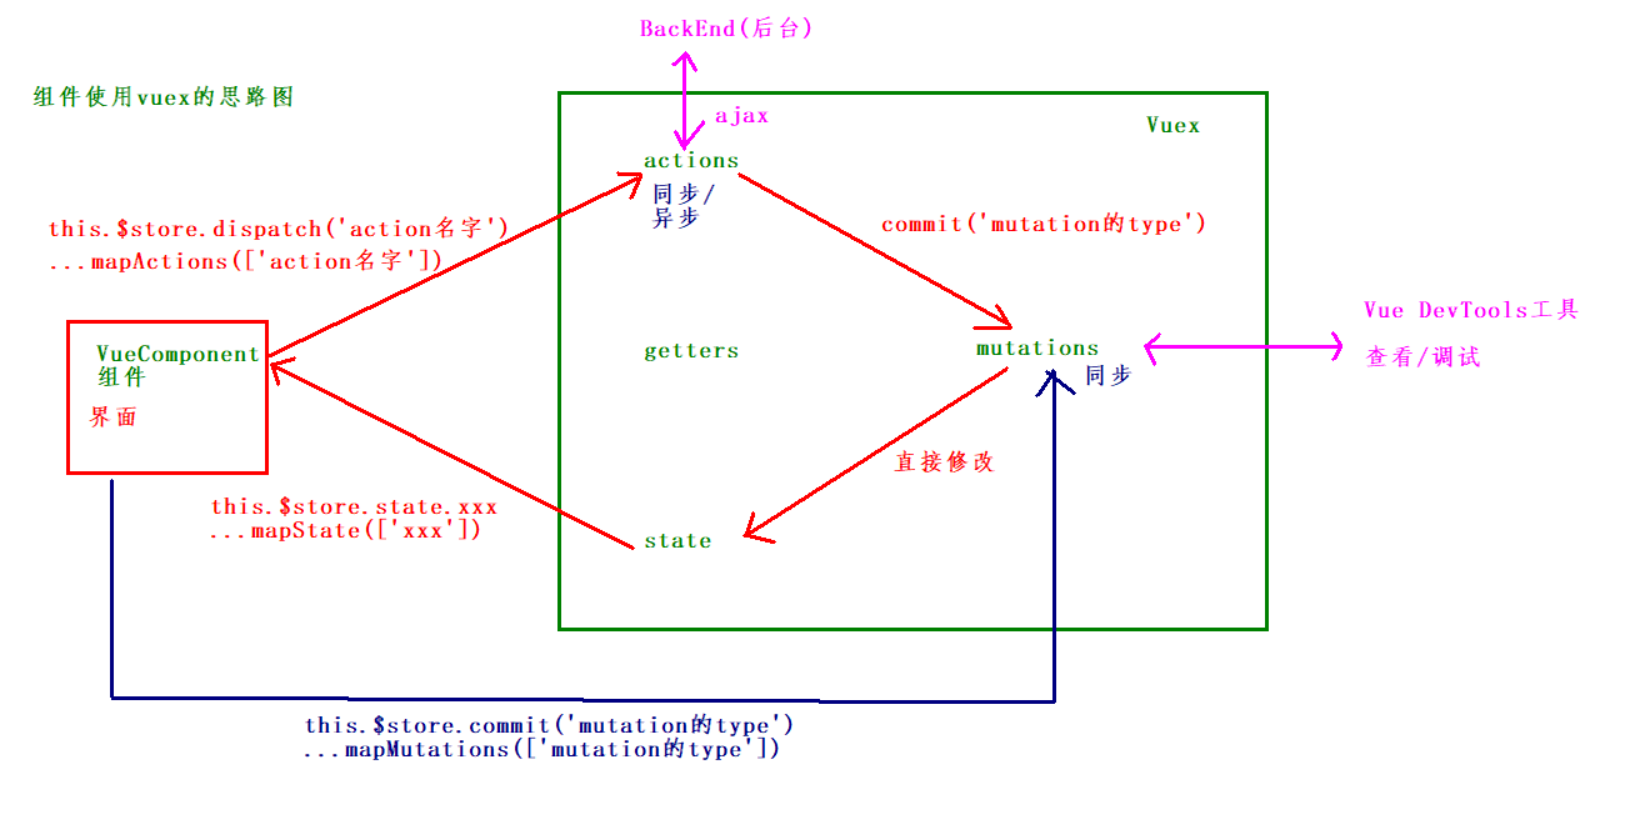 BackEnd(后台)
组件使用vuex的思路图
ajax
Vuex
actions
同步/
异步
this.$store.dispatch('action名字')
...mapActions(['action名字'])
commit('mutation的type')
Vue DevTools工具
查看/调试
VueComponent
组件
界面
getters
mutations
同步
直接修改
this.$store.state.xxx
...mapState(['xxx'])
state
this.$store.commit('mutation的type')
...mapMutations(['mutation的type'])